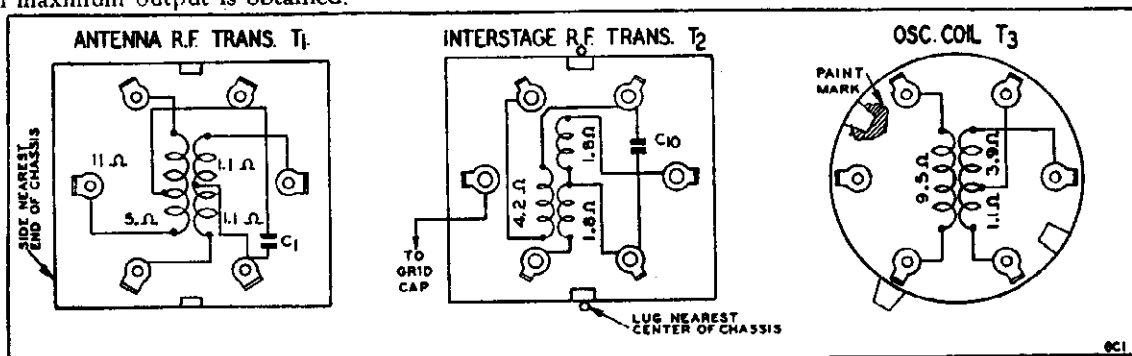 maximum output is obtained.
ANTENNA R.F. TRANS. T1.
INTERSTAGE R.F. TRANS. T2
OSC. COIL T3
PAINT
MARK
SIDE NEAREST
END OF CHASSIS
11 Ω
1.1 Ω
5. Ω
1.1 Ω
C1
4.2 Ω
1.8 Ω
1.8 Ω
C10
TO
GRID
CAP
LUG NEAREST
CENTER OF CHASSIS
9.5 Ω
3.9 Ω
1.1 Ω